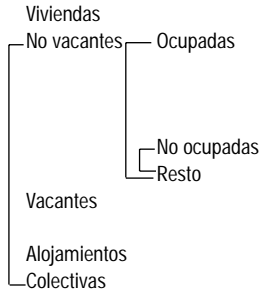 Viviendas
No vacantes Ocupadas
No ocupadas
Resto
Vacantes
Alojamientos
Colectivas